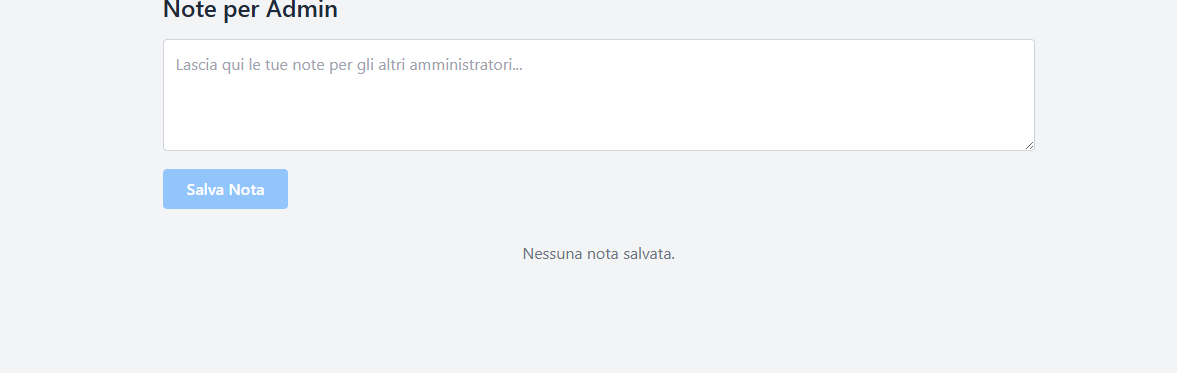 Note per Admin
Lascia qui le tue note per gli altri amministratori...
Salva Nota
Nessuna nota salvata.